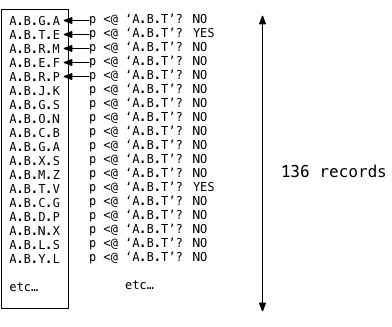 A.B.G.A p <@ ‘A.B.T’? NO
A.B.T.E p <@ ‘A.B.T’? YES
A.B.R.M p <@ ‘A.B.T’? NO
A.B.E.F p <@ ‘A.B.T’? NO
A.B.R.P p <@ ‘A.B.T’? NO
A.B.J.K p <@ ‘A.B.T’? NO
A.B.G.S p <@ ‘A.B.T’? NO
A.B.O.N p <@ ‘A.B.T’? NO
A.B.C.B p <@ ‘A.B.T’? NO
A.B.G.A p <@ ‘A.B.T’? NO
A.B.X.S p <@ ‘A.B.T’? NO
A.B.M.Z p <@ ‘A.B.T’? NO
A.B.T.V p <@ ‘A.B.T’? YES
A.B.C.G p <@ ‘A.B.T’? NO
A.B.D.P p <@ ‘A.B.T’? NO
A.B.N.X p <@ ‘A.B.T’? NO
A.B.L.S p <@ ‘A.B.T’? NO
A.B.Y.L p <@ ‘A.B.T’? NO
etc… etc…
136 records